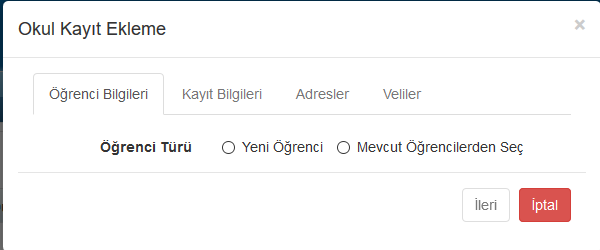 Okul Kayıt Ekleme ×
Öğrenci Bilgileri Kayıt Bilgileri Adresler Veliler
Öğrenci Türü Yeni Öğrenci Mevcut Öğrencilerden Seç
İleri İptal